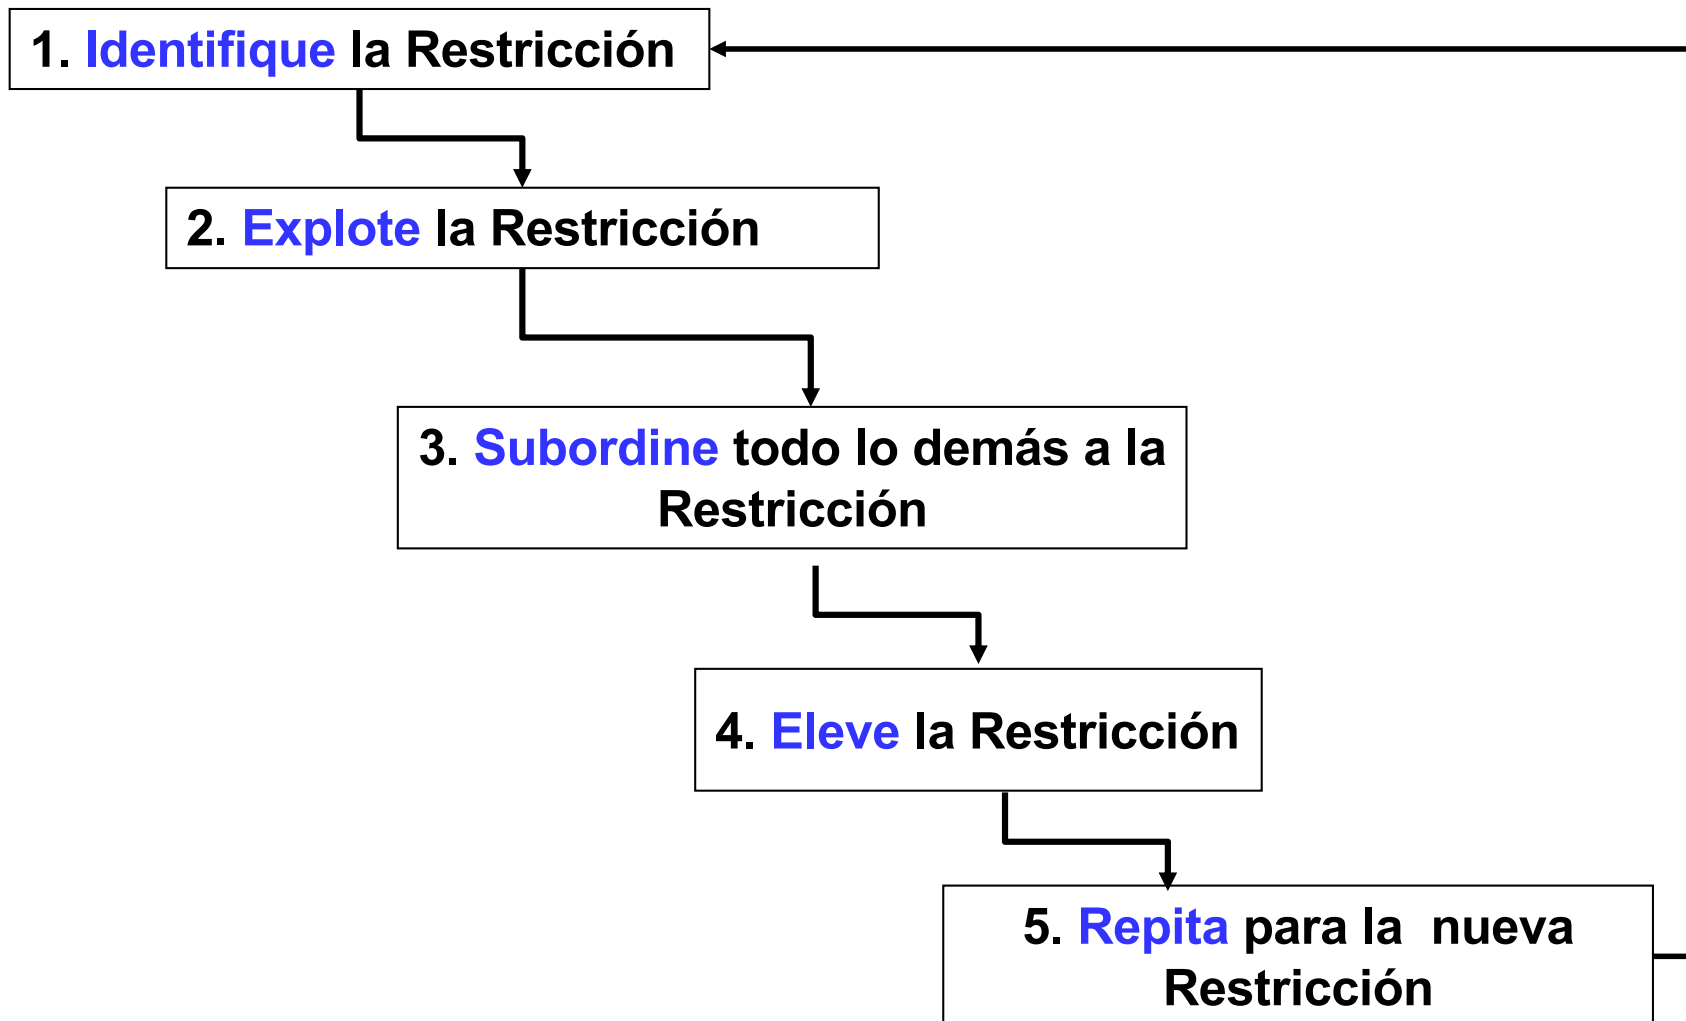 1. Identifique la Restricción
2. Explote la Restricción
3. Subordine todo lo demás a la
Restricción
4. Eleve la Restricción
5. Repita para la nueva
Restricción